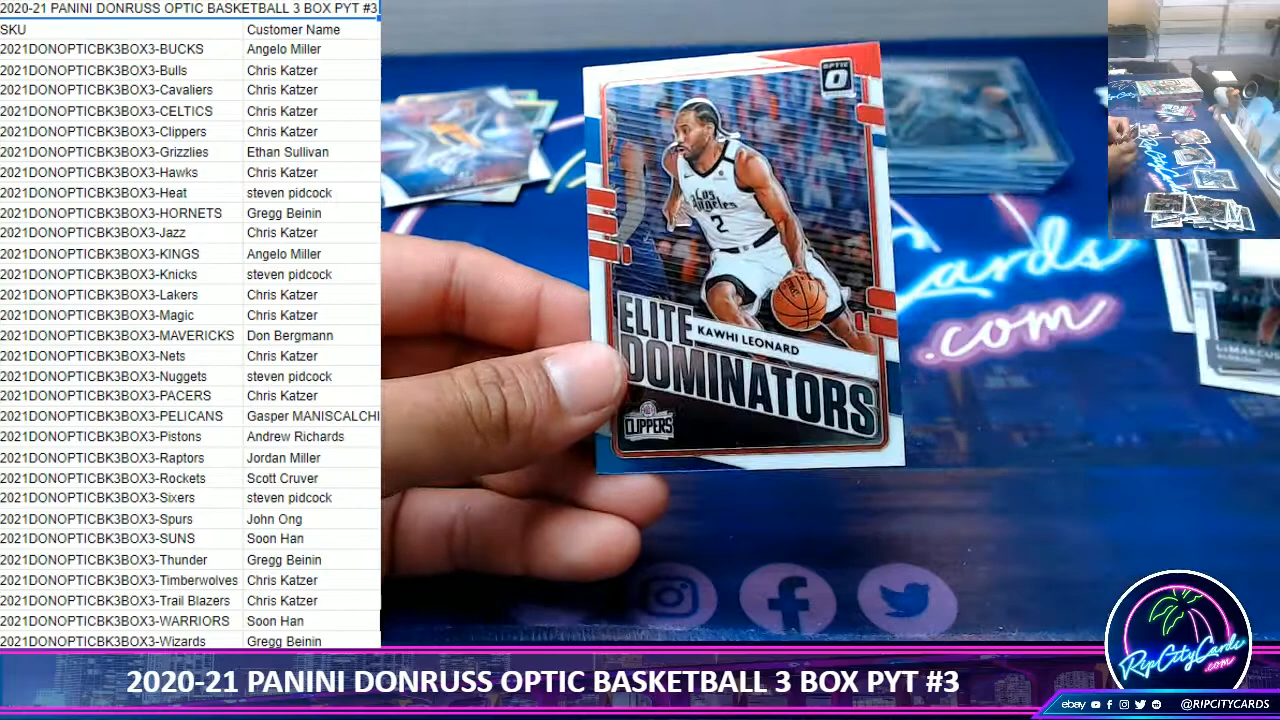 2020-21 PANINI DONRUSS OPTIC BASKETBALL 3 BOX PYT #3
SKU Customer Name
2021DONOPTICBK3BOX3-BUCKS Angelo Miller
2021DONOPTICBK3BOX3-Bulls Chris Katzer
2021DONOPTICBK3BOX3-Cavaliers Chris Katzer
2021DONOPTICBK3BOX3-CELTICS Chris Katzer
2021DONOPTICBK3BOX3-Clippers Chris Katzer
2021DONOPTICBK3BOX3-Grizzlies Ethan Sullivan
2021DONOPTICBK3BOX3-Hawks Chris Katzer
2021DONOPTICBK3BOX3-Heat steven pidcock
2021DONOPTICBK3BOX3-HORNETS Gregg Beinin
2021DONOPTICBK3BOX3-Jazz Chris Katzer
2021DONOPTICBK3BOX3-KINGS Angelo Miller
2021DONOPTICBK3BOX3-Knicks steven pidcock
2021DONOPTICBK3BOX3-Lakers Chris Katzer
2021DONOPTICBK3BOX3-Magic Chris Katzer
2021DONOPTICBK3BOX3-MAVERICKS Don Bergmann
2021DONOPTICBK3BOX3-Nets Chris Katzer
2021DONOPTICBK3BOX3-Nuggets steven pidcock
2021DONOPTICBK3BOX3-PACERS Chris Katzer
2021DONOPTICBK3BOX3-PELICANS Gasper MANISCALCHI
2021DONOPTICBK3BOX3-Pistons Andrew Richards
2021DONOPTICBK3BOX3-Raptors Jordan Miller
2021DONOPTICBK3BOX3-Rockets Scott Cruver
2021DONOPTICBK3BOX3-Sixers steven pidcock
2021DONOPTICBK3BOX3-Spurs John Ong
2021DONOPTICBK3BOX3-SUNS Soon Han
2021DONOPTICBK3BOX3-Thunder Gregg Beinin
2021DONOPTICBK3BOX3-Timberwolves Chris Katzer
2021DONOPTICBK3BOX3-Trail Blazers Chris Katzer
2021DONOPTICBK3BOX3-WARRIORS Soon Han
2021DONOPTICBK3BOX3-Wizards Gregg Beinin
OPTIC
Los Angeles
2
ELITE
KAWHI LEONARD
DOMINATORS
CLIPPERS
Cards
.com
RipCityCards
.com
2020-21 PANINI DONRUSS OPTIC BASKETBALL 3 BOX PYT #3
ebay @RIPCITYCARDS